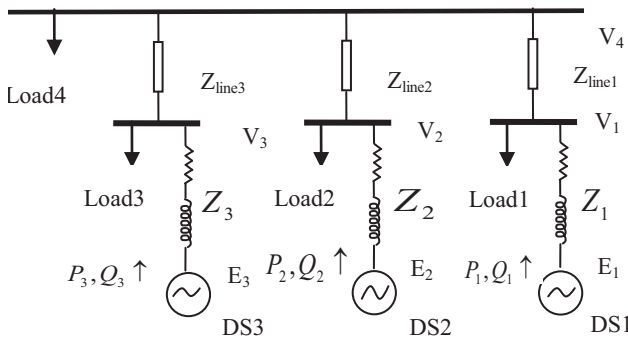 V4
Load4
Zline3
Zline2
Zline1
V3
V2
V1
Load3
Z3
Load2
Z2
Load1
Z1
P3, Q3 ↑
E3
P2, Q2 ↑
E2
P1, Q1 ↑
E1
DS3
DS2
DS1